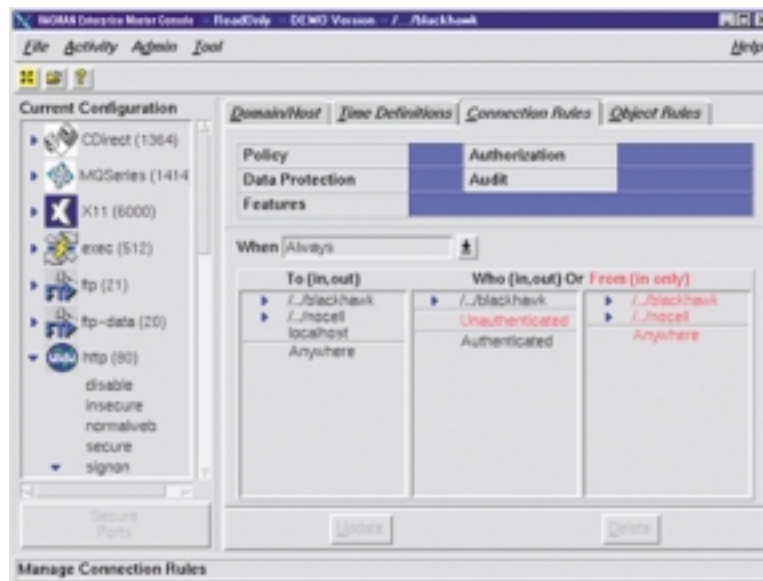 DASCOM Enterprise Master Console - ReadOnly - DEMO Version - /.../blackhawk
File Activity Admin Tool Help
Current Configuration
CDirect (1364)
MQSeries (1414
X11 (6000)
exec (512)
ftp (21)
ftp-data (20)
http (80)
disable
insecure
normalweb
secure
signon
Secure
Ports
Domain/Host Time Definitions Connection Rules Object Rules
Policy Authorization
Data Protection Audit
Features
When Always
To (in,out) Who (in,out) Or From (in only)
/../blackhawk /../blackhawk /../blackhawk
/../nocell Unauthenticated /../nocell
localhost Authenticated Anywhere
Anywhere
Update Delete
Manage Connection Rules